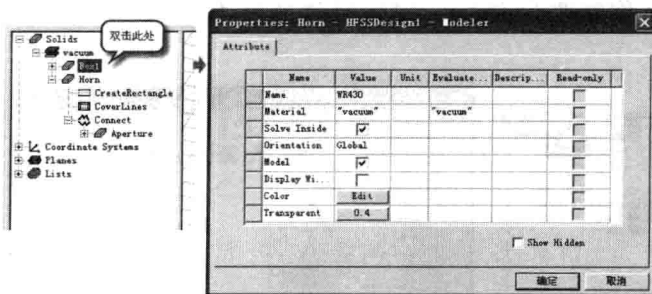 双击此处
Solids
vacuum
Box1
Horn
CreateRectangle
CoverLines
Connect
Aperture
Coordinate Systems
Planes
Lists
Properties: Horn - HFSSDesign1 - Modeler
Attribute
Name Value Unit Evaluate... Descrip... Read-only
Name WR430
Material "vacuum" "vacuum"
Solve Inside
Orientation Global
Model
Display Wi...
Color Edit
Transparent 0.4
Show Hidden
确定 取消